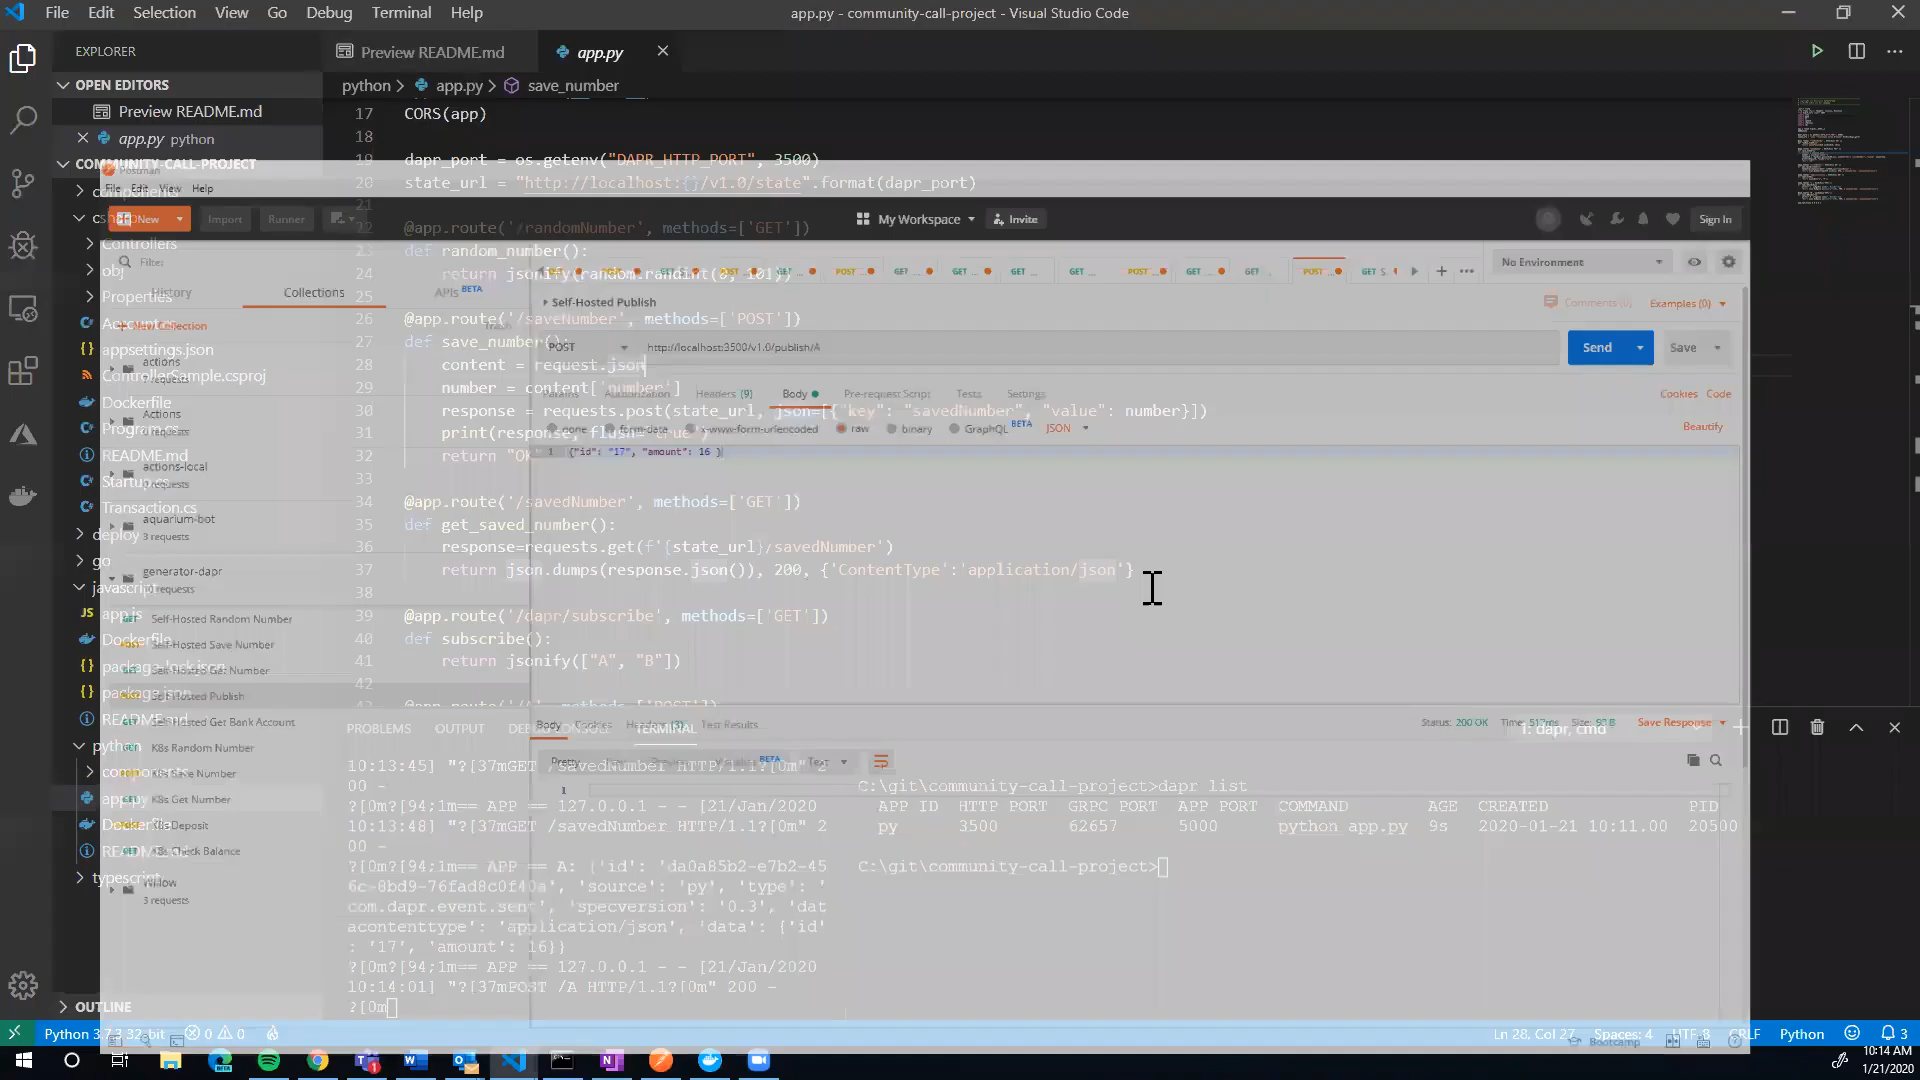 File Edit Selection View Go Debug Terminal Help
app.py - community-call-project - Visual Studio Code
EXPLORER
Preview README.md
app.py
OPEN EDITORS
python > app.py > save_number
Preview README.md
app.py python
COMMUNITY-CALL-PROJECT
17 CORS(app)
18
19 dapr_port = os.getenv("DAPR_HTTP_PORT", 3500)
20 state_url = "http://localhost:{}/v1.0/state".format(dapr_port)
21
22 @app.route('/randomNumber', methods=['GET'])
23 def random_number():
24 return jsonify(random.randint(0, 101))
25
26 @app.route('/saveNumber', methods=['POST'])
27 def save_number():
28 content = request.json
29 number = content['number']
30 response = requests.post(state_url, json=[{"key": "savedNumber", "value": number}])
31 print(response, flush="true")
32 return "OK"
33
34 @app.route('/savedNumber', methods=['GET'])
35 def get_saved_number():
36 response=requests.get(f'{state_url}/savedNumber')
37 return json.dumps(response.json()), 200, {'ContentType':'application/json'}
38
39 @app.route('/dapr/subscribe', methods=['GET'])
40 def subscribe():
41 return jsonify(["A", "B"])
42
Postman
File Edit View Help
New
Import
Runner
My Workspace
Invite
Sign In
Filter
History
Collections
APIs BETA
New Collection
Trash
No Environment
Self-Hosted Publish
Comments (0)
Examples (0)
POST
http://localhost:3500/v1.0/publish/A
Send
Save
Params Authorization Headers (9) Body Pre-request Script Tests Settings
Cookies Code
none form-data x-www-form-urlencoded raw binary GraphQL BETA JSON
Beautify
1 {"id": "17", "amount": 16 }
Controllers
obj
Properties
appsettings.json
ControllerSample.csproj
Dockerfile
Program.cs
README.md
Startup.cs
Transaction.cs
deploy
go
javascript
app.js
Dockerfile
package-lock.json
package.json
README.md
python
components
app.py
Dockerfile
README.md
typescript
actions
Actions
actions-local
aquarium-bot
3 requests
generator-dapr
Self-Hosted Random Number
Self-Hosted Save Number
Self-Hosted Get Number
Self-Hosted Publish
Self-Hosted Get Bank Account
K8s Random Number
K8s Save Number
K8s Get Number
K8s Deposit
K8s Check Balance
Willow
3 requests
PROBLEMS OUTPUT DEBUG CONSOLE TERMINAL
1: dapr, cmd
Body Cookies Headers (3) Test Results
Status: 200 OK Time: 517ms Size: 98 B Save Response
Pretty
BETA
Text
1
10:13:45] "?[37mGET /savedNumber HTTP/1.1?[0m" 2
00 -
?[0m?[94;1m== APP == 127.0.0.1 - - [21/Jan/2020
10:13:48] "?[37mGET /savedNumber HTTP/1.1?[0m" 2
00 -
?[0m?[94;1m== APP == A: {'id': 'da0a85b2-e7b2-45
6c-8bd9-76fad8c0f40a', 'source': 'py', 'type': '
com.dapr.event.sent', 'specversion': '0.3', 'dat
acontenttype': 'application/json', 'data': {'id'
: '17', 'amount': 16}}
?[0m?[94;1m== APP == 127.0.0.1 - - [21/Jan/2020
10:14:01] "?[37mPOST /A HTTP/1.1?[0m" 200 -
?[0m
C:\git\community-call-project>dapr list
APP ID HTTP PORT GRPC PORT APP PORT COMMAND AGE CREATED PID
py 3500 62657 5000 python app.py 9s 2020-01-21 10:11.00 20500
C:\git\community-call-project>
OUTLINE
Python 3.7.3 32-bit 0 0
Ln 28, Col 27 Spaces: 4 UTF-8 CRLF Python 3
Bootcamp
10:14 AM
1/21/2020